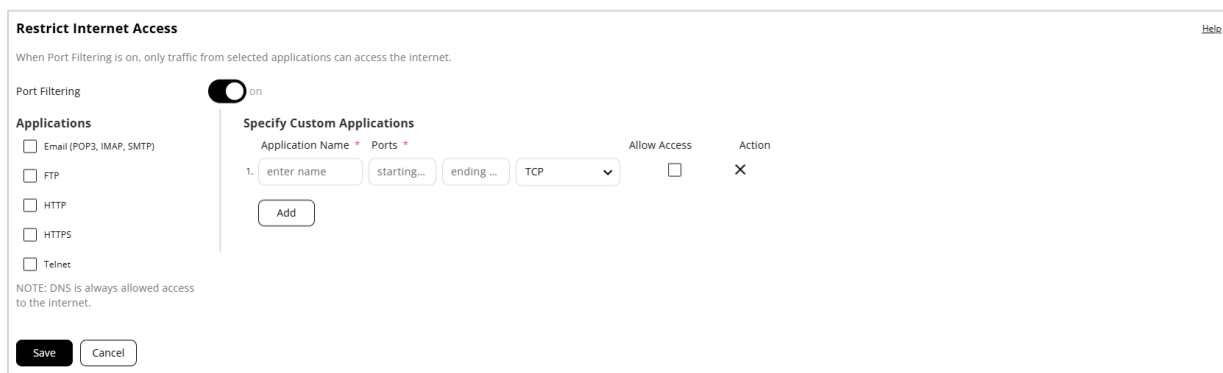 Restrict Internet Access
Help
When Port Filtering is on, only traffic from selected applications can access the internet.
Port Filtering
on
Applications
Email (POP3, IMAP, SMTP)
FTP
HTTP
HTTPS
Telnet
NOTE: DNS is always allowed access
to the internet.
Specify Custom Applications
Application Name * Ports * Allow Access Action
1. enter name starting... ending ... TCP
Add
Save Cancel